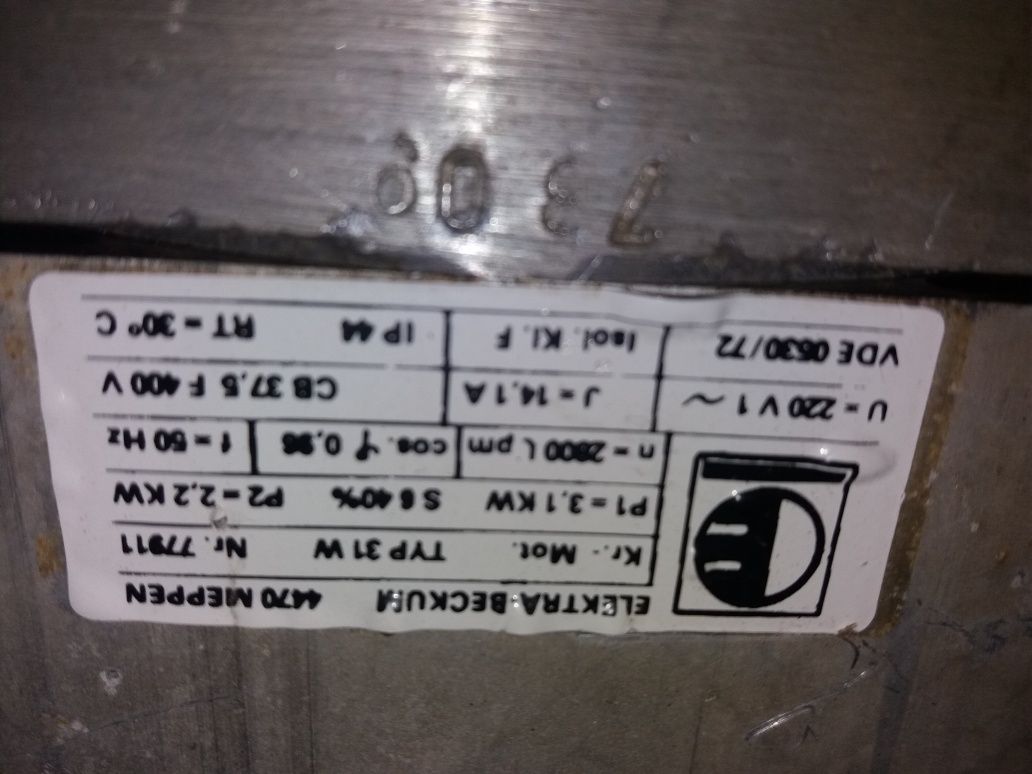 ELEKTRA BECKUM 4470 MEPPEN
Kr.- Mot. TYP 31 W Nr. 77911
P1 = 3,1 KW S 6 40% P2 = 2,2 KW
n = 2800 l pm cos. φ 0,96 f = 50 Hz
U = 220 V 1 ~ J = 14,1 A CB 37,5 F 400 V
VDE 0530/72 Isol. Kl. F IP 44 RT = 30° C